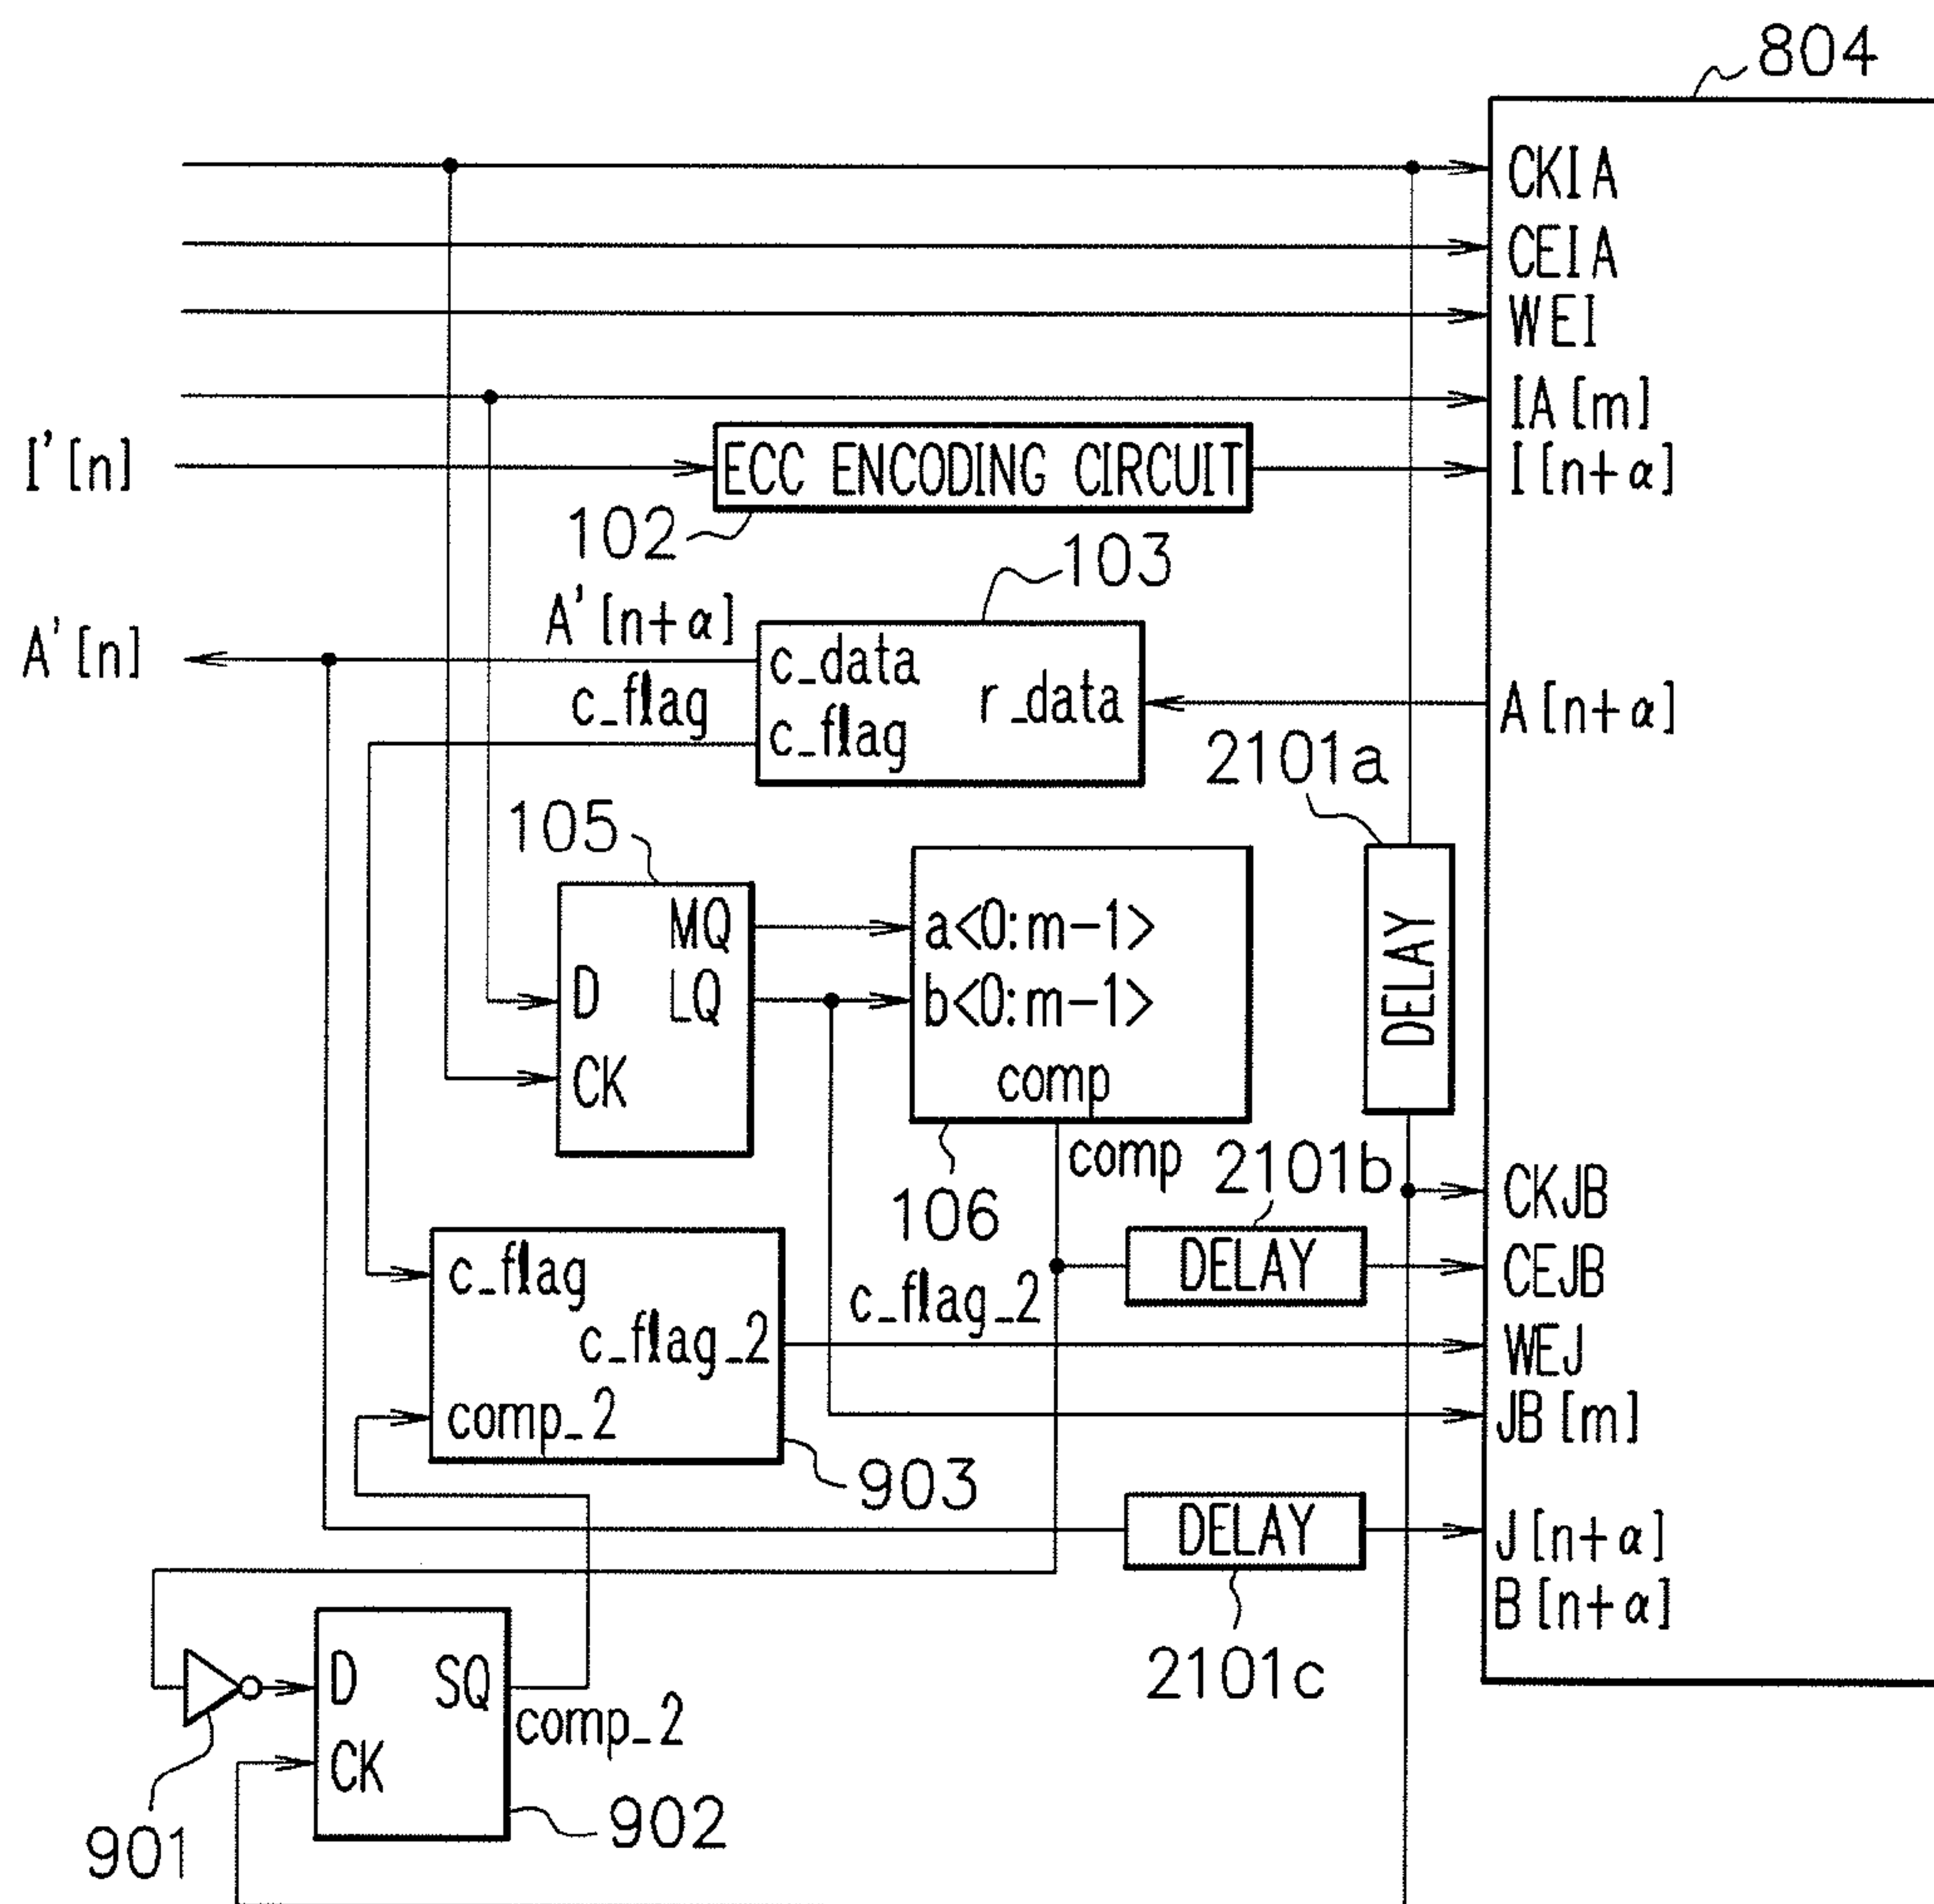 804
CKIA
CEIA
WEI
IA[m]
I'[n]
ECC ENCODING CIRCUIT
I[n+α]
102
103
A'[n]
A'[n+α]
c_data
c_flag
r_data
c_flag
A[n+α]
2101a
105
MQ
a<0:m-1>
DELAY
D
LQ
b<0:m-1>
CK
comp
comp
2101b
CKJB
106
c_flag
DELAY
CEJB
c_flag_2
c_flag_2
WEJ
comp_2
JB[m]
903
DELAY
J[n+α]
B[n+α]
2101c
D
SQ
comp_2
CK
901
902